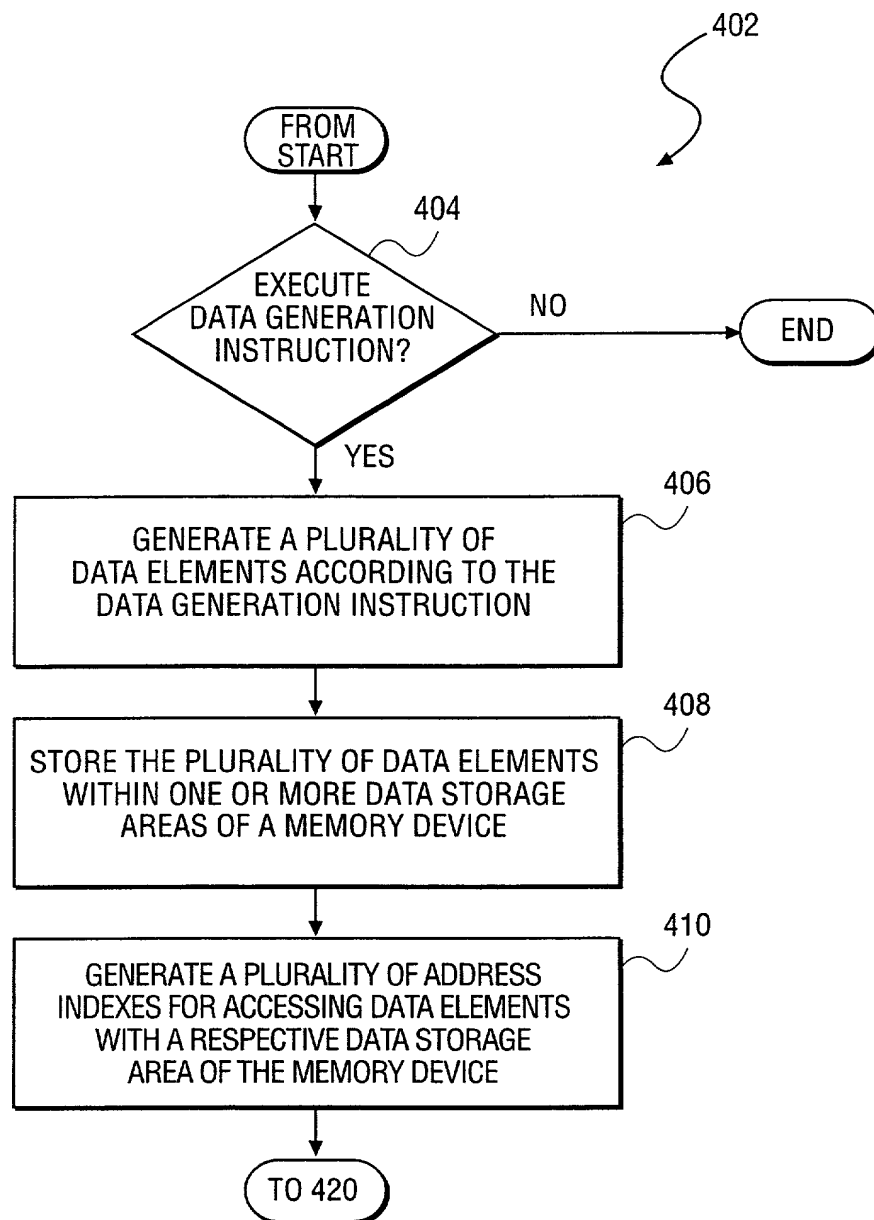 402
FROM
START
404
EXECUTE
DATA GENERATION
INSTRUCTION?
NO
END
YES
406
GENERATE A PLURALITY OF
DATA ELEMENTS ACCORDING TO THE
DATA GENERATION INSTRUCTION
408
STORE THE PLURALITY OF DATA ELEMENTS
WITHIN ONE OR MORE DATA STORAGE
AREAS OF A MEMORY DEVICE
410
GENERATE A PLURALITY OF ADDRESS
INDEXES FOR ACCESSING DATA ELEMENTS
WITH A RESPECTIVE DATA STORAGE
AREA OF THE MEMORY DEVICE
TO 420